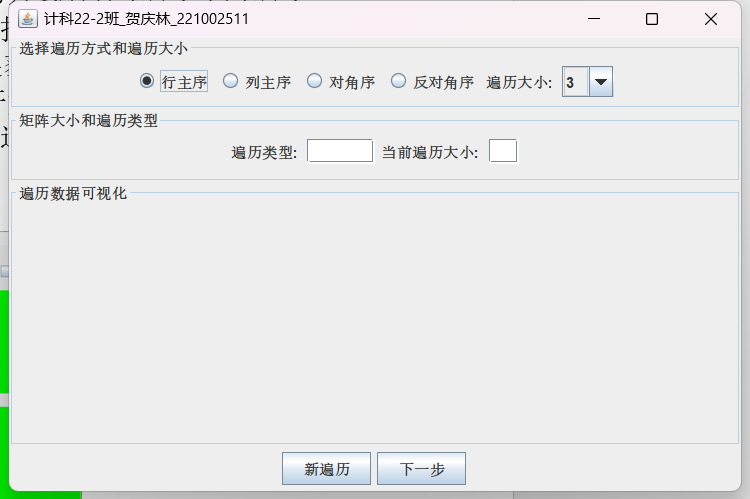 计科22-2班_贺庆林_221002511
选择遍历方式和遍历大小
行主序 列主序 对角序 反对角序 遍历大小: 3
矩阵大小和遍历类型
遍历类型: 当前遍历大小:
遍历数据可视化
新遍历 下一步